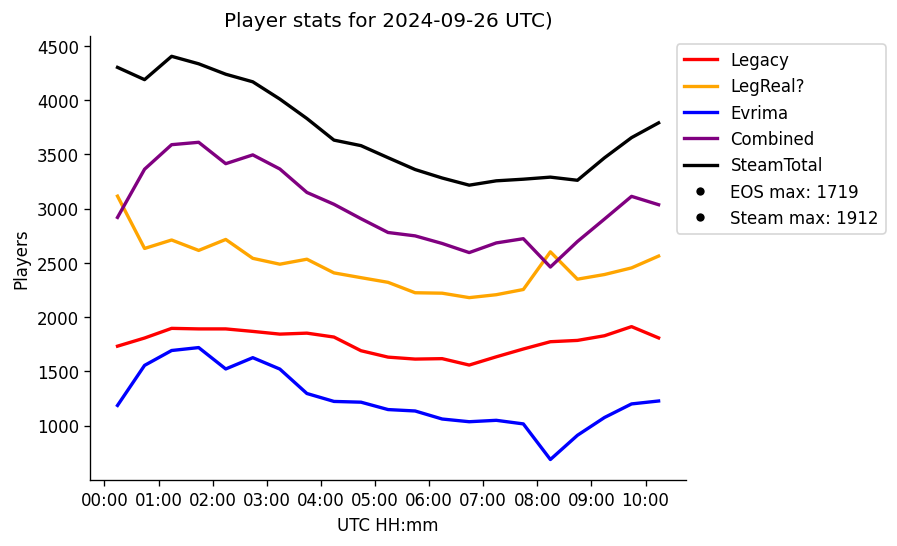 Player stats for 2024-09-26 UTC)
4500
4000
3500
3000
2500
2000
1500
1000
Players
00:00 01:00 02:00 03:00 04:00 05:00 06:00 07:00 08:00 09:00 10:00
UTC HH:mm
Legacy
LegReal?
Evrima
Combined
SteamTotal
EOS max: 1719
Steam max: 1912